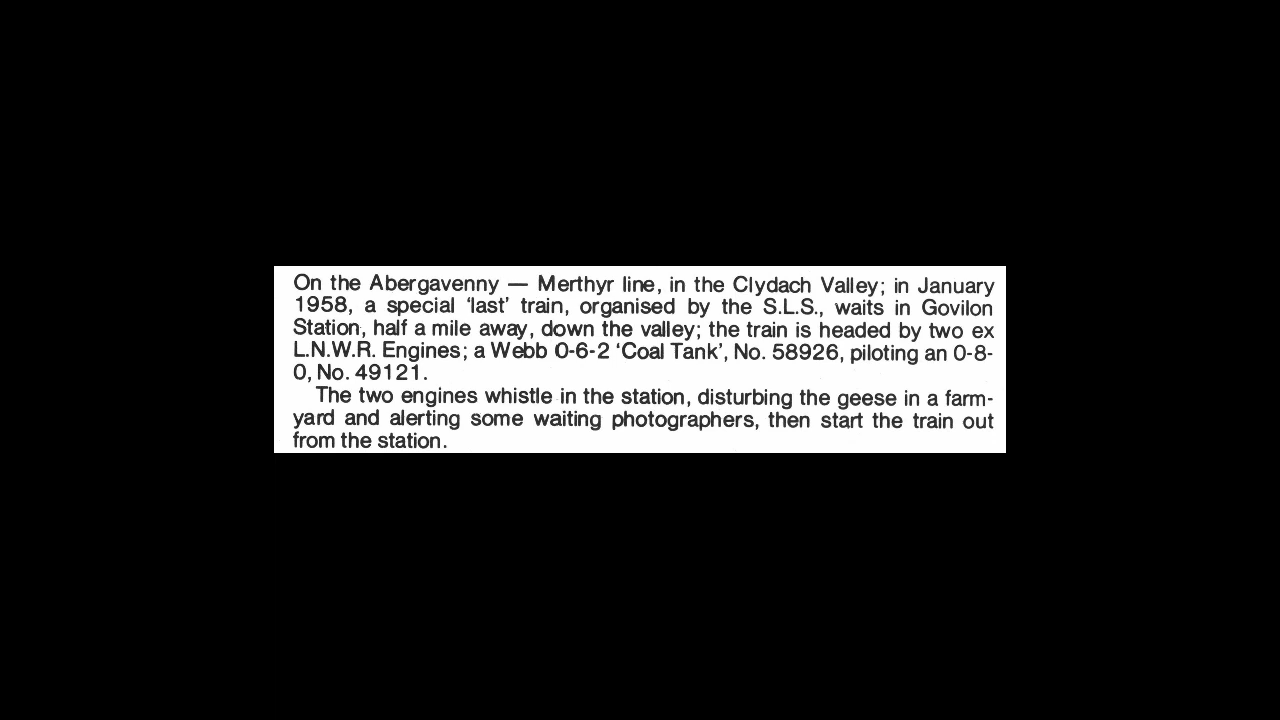 On the Abergavenny — Merthyr line, in the Clydach Valley; in January
1958, a special ‘last’ train, organised by the S.L.S., waits in Govilon
Station, half a mile away, down the valley; the train is headed by two ex
L.N.W.R. Engines; a Webb 0-6-2 ‘Coal Tank’, No. 58926, piloting an 0-8-
0, No. 49121.
The two engines whistle in the station, disturbing the geese in a farm-
yard and alerting some waiting photographers, then start the train out
from the station.